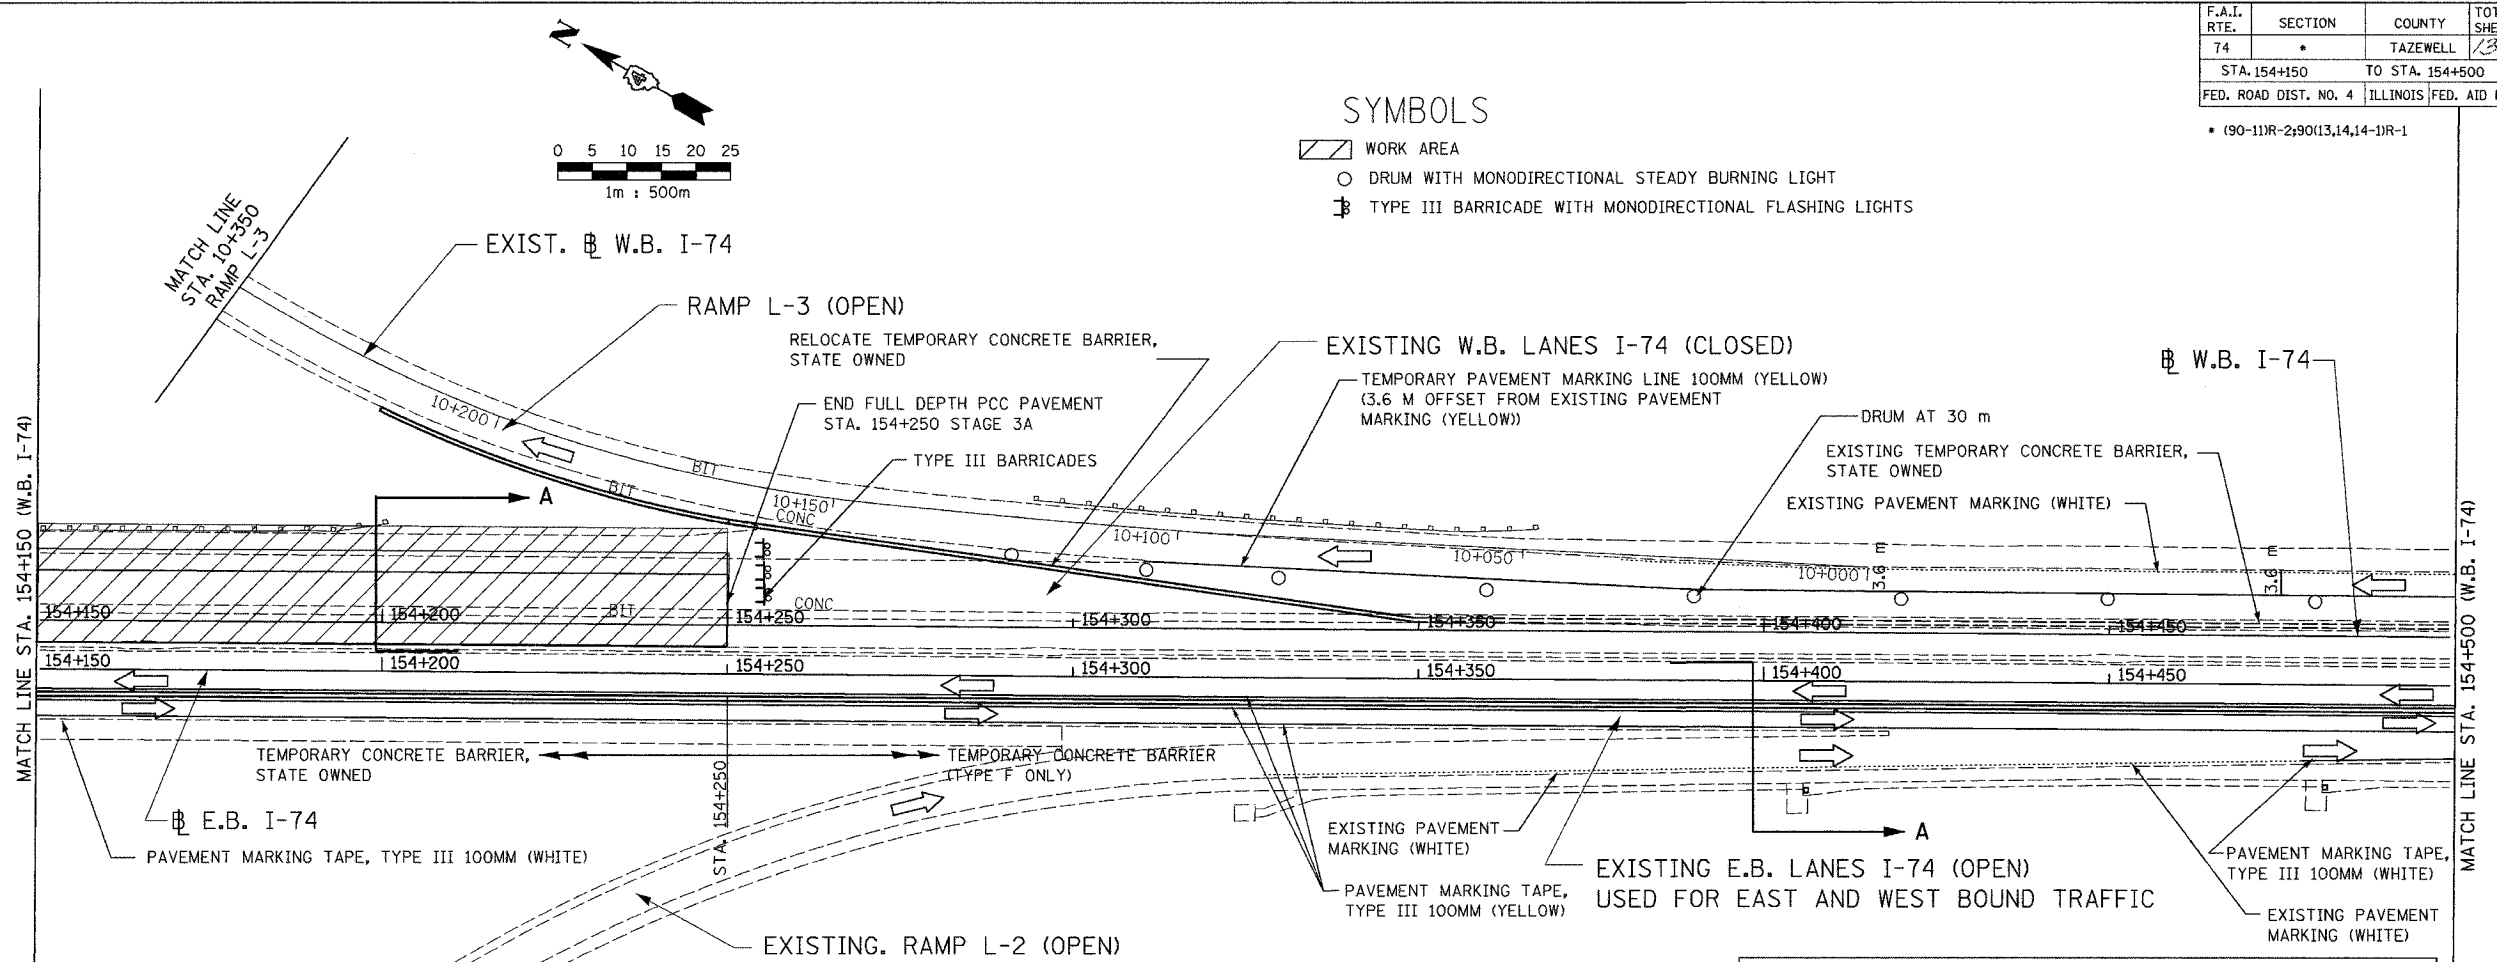 F.A.I. RTE. SECTION COUNTY
74 * TAZEWELL
STA. 154+150 TO STA. 154+500
FED. ROAD DIST. NO. 4 ILLINOIS FED. AID
* (90-11)R-2;90(13,14,14-1)R-1
N
4
0 5 10 15 20 25
1m : 500m
SYMBOLS
WORK AREA
DRUM WITH MONODIRECTIONAL STEADY BURNING LIGHT
TYPE III BARRICADE WITH MONODIRECTIONAL FLASHING LIGHTS
MATCH LINE
STA. 10+350
RAMP L-3
EXIST. ⅊ W.B. I-74
RAMP L-3 (OPEN)
RELOCATE TEMPORARY CONCRETE BARRIER,
STATE OWNED
END FULL DEPTH PCC PAVEMENT
STA. 154+250 STAGE 3A
TYPE III BARRICADES
EXISTING W.B. LANES I-74 (CLOSED)
TEMPORARY PAVEMENT MARKING LINE 100MM (YELLOW)
(3.6 M OFFSET FROM EXISTING PAVEMENT
MARKING (YELLOW))
DRUM AT 30 m
EXISTING TEMPORARY CONCRETE BARRIER,
STATE OWNED
EXISTING PAVEMENT MARKING (WHITE)
⅊ W.B. I-74
MATCH LINE STA. 154+150 (W.B. I-74)
MATCH LINE STA. 154+500 (W.B. I-74)
10+200
BIT
BIT
10+150
CONC
10+100
10+050
10+000
3.6 m
3.6 m
A
154+150
154+200
BIT
154+250
CONC
154+300
154+350
154+400
154+450
154+150
154+200
154+250
154+300
154+350
154+400
154+450
TEMPORARY CONCRETE BARRIER,
STATE OWNED
TEMPORARY CONCRETE BARRIER
(TYPE F ONLY)
STA. 154+250
⅊ E.B. I-74
PAVEMENT MARKING TAPE, TYPE III 100MM (WHITE)
EXISTING. RAMP L-2 (OPEN)
EXISTING PAVEMENT
MARKING (WHITE)
PAVEMENT MARKING TAPE,
TYPE III 100MM (YELLOW)
A
EXISTING E.B. LANES I-74 (OPEN)
USED FOR EAST AND WEST BOUND TRAFFIC
PAVEMENT MARKING TAPE,
TYPE III 100MM (WHITE)
EXISTING PAVEMENT
MARKING (WHITE)